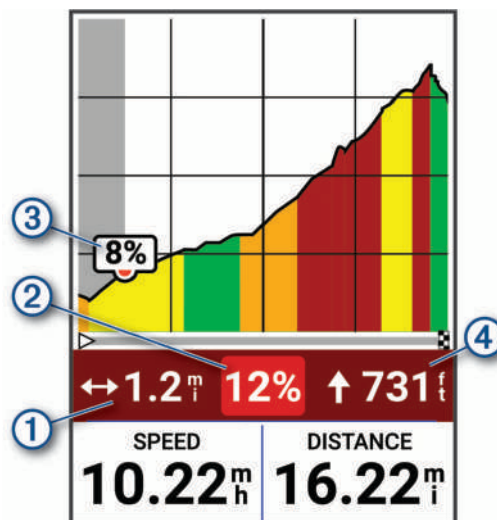 3
8%
2
4
1
↔ 1.2 mi
12%
↑ 731 ft
SPEED
DISTANCE
10.22 mh
16.22 mi